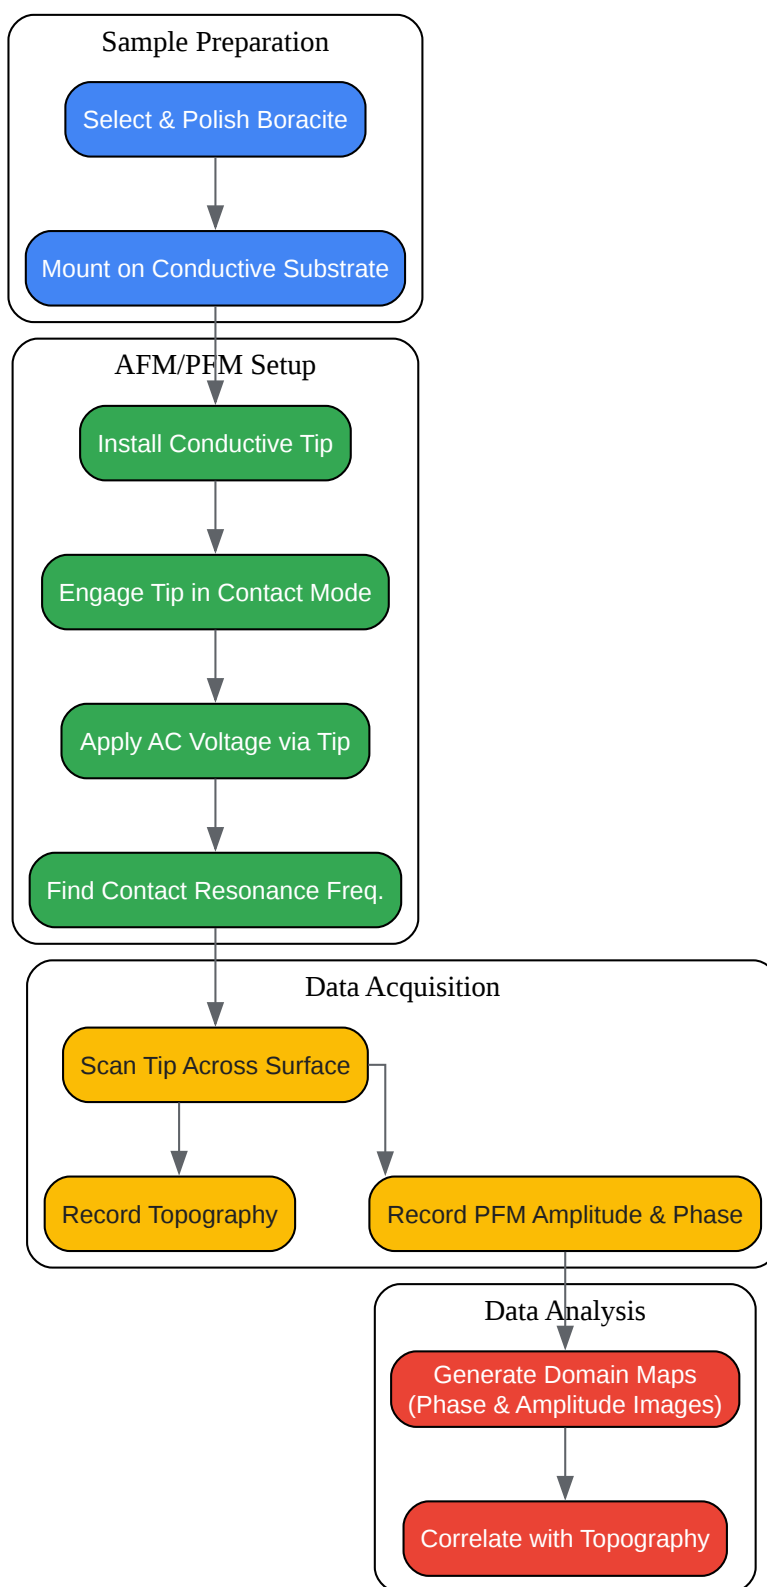 Sample Preparation
Select & Polish Boracite
Mount on Conductive Substrate
AFM/PFM Setup
Install Conductive Tip
Engage Tip in Contact Mode
Apply AC Voltage via Tip
Find Contact Resonance Freq.
Data Acquisition
Scan Tip Across Surface
Record Topography
Record PFM Amplitude & Phase
Data Analysis
Generate Domain Maps
(Phase & Amplitude Images)
Correlate with Topography